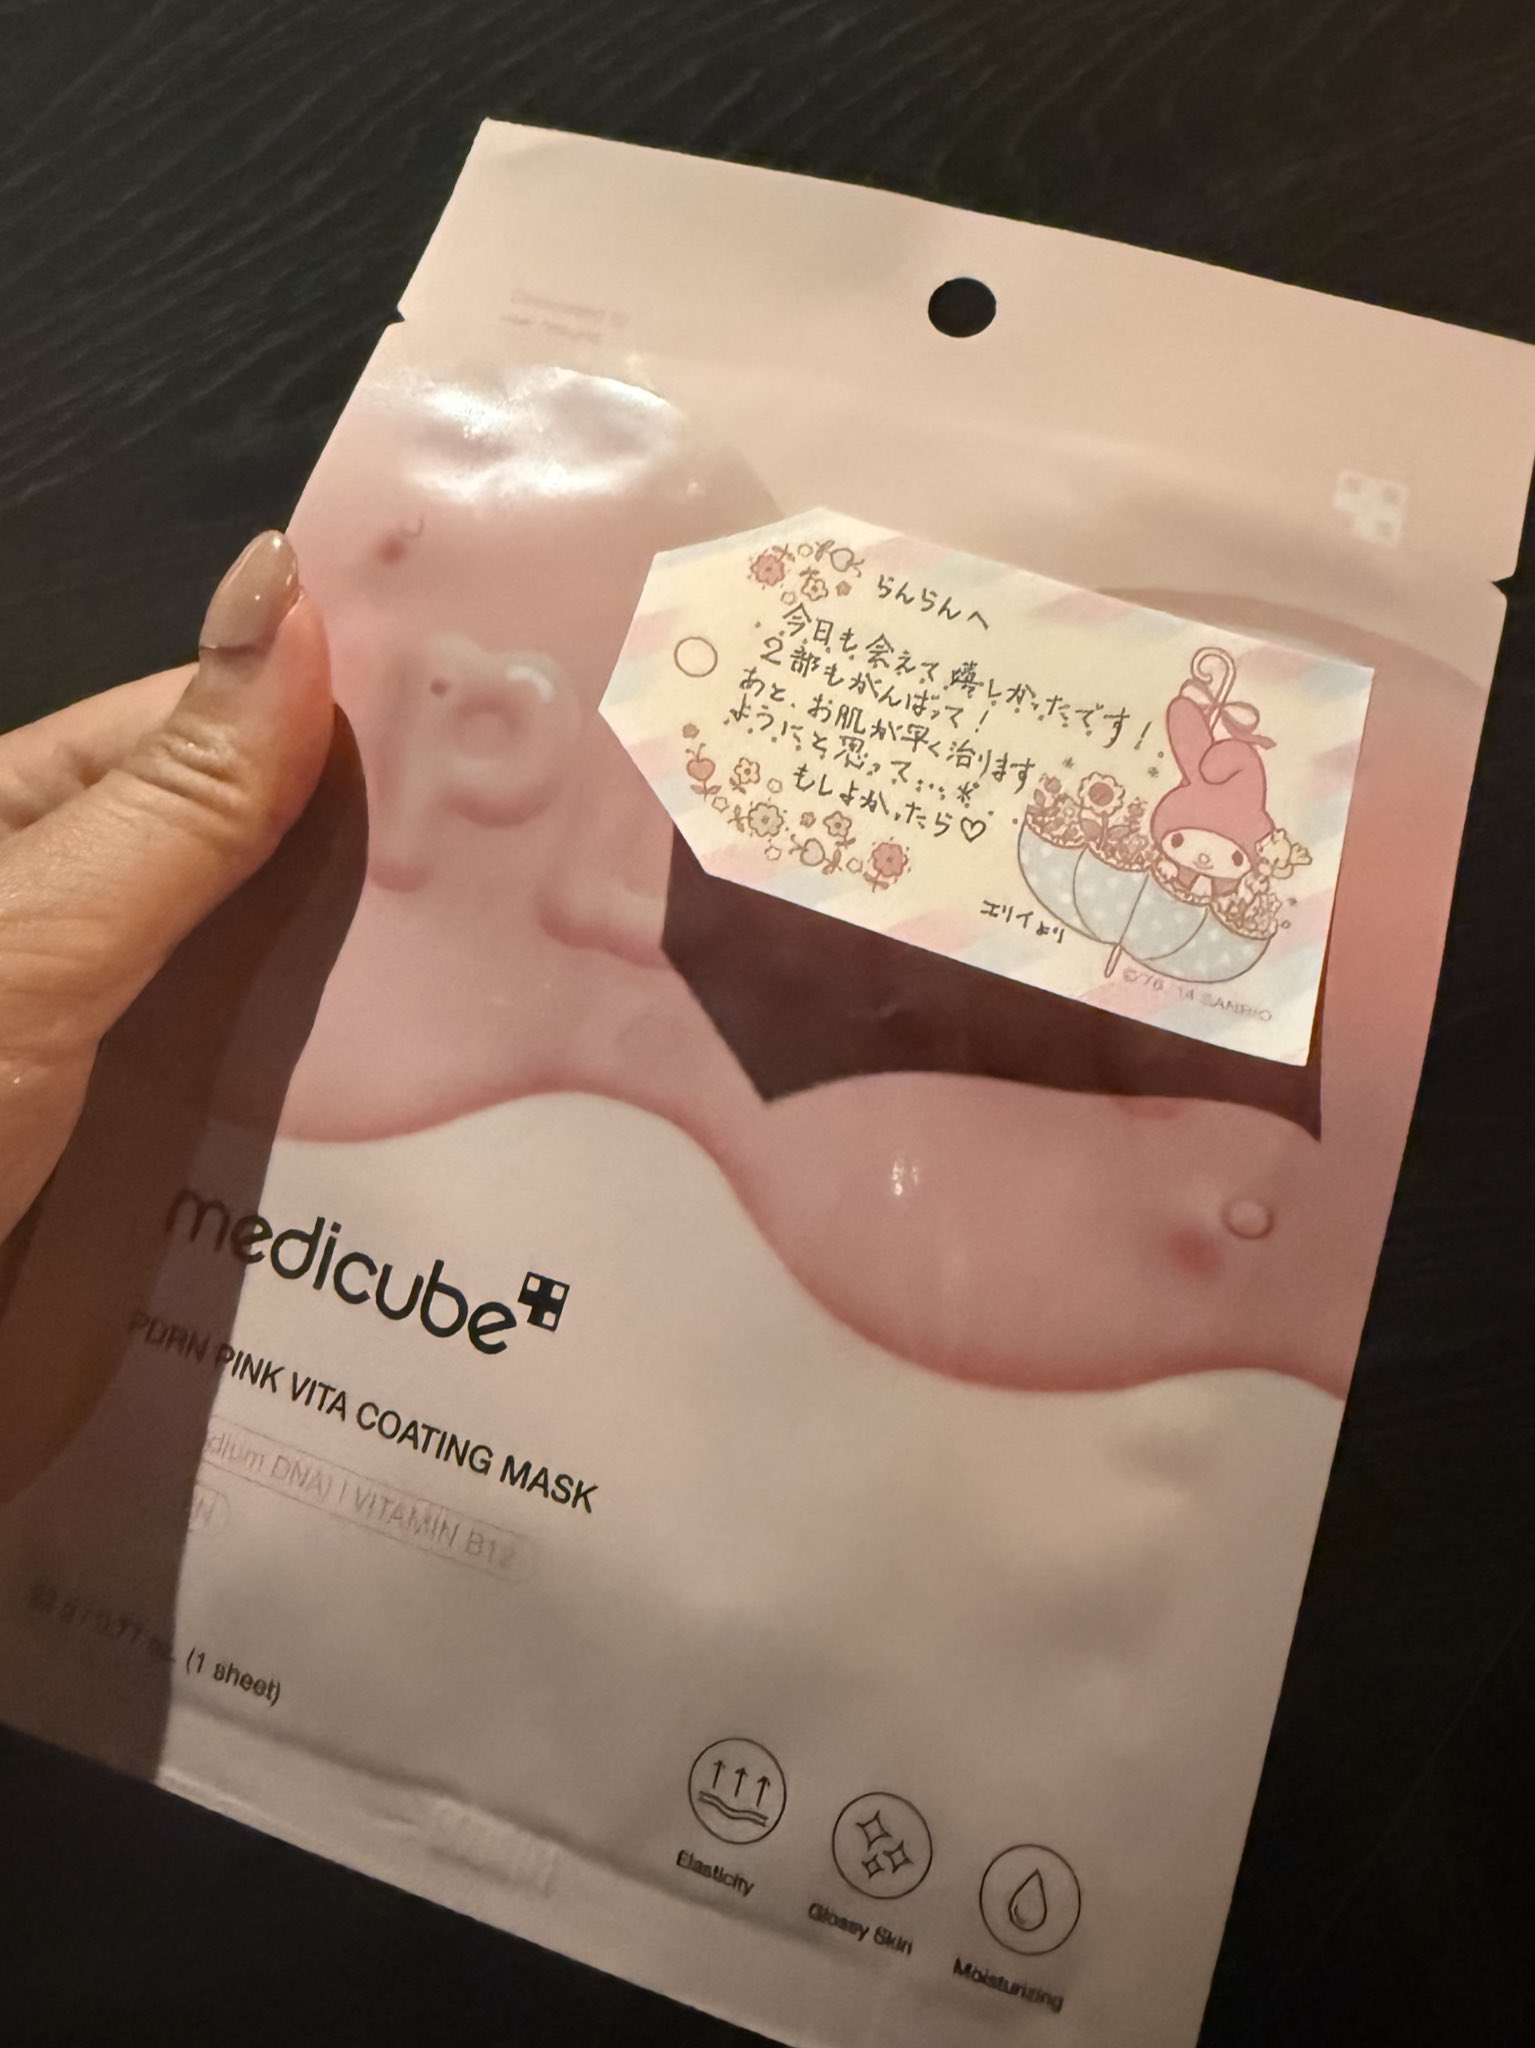 らんらんへ
今日も会えて嬉しかったです!
2部もがんばって!
あと、お肌が早く治ります
ようにと思って…*
もしよかったら♡
エリイより
©'76, '14 SANRIO
medicube
PDRN PINK VITA COATING MASK
dium DNA) | VITAMIN B12
(1 sheet)
Elasticity
Glossy Skin
Moisturizing